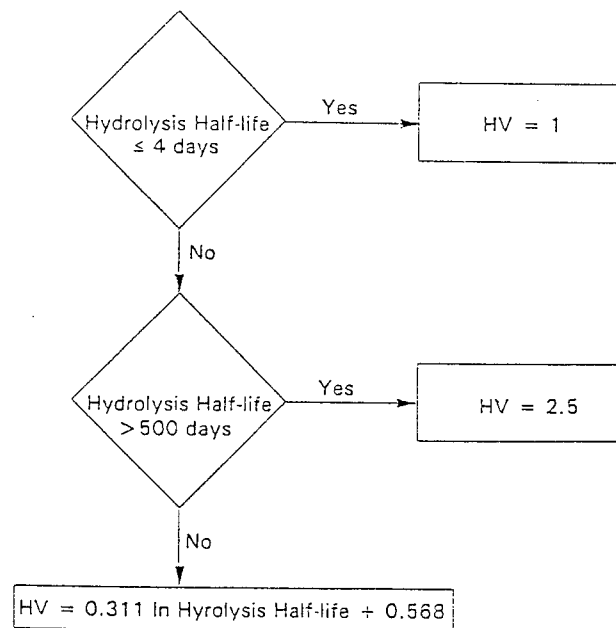 Hydrolysis Half-life
≤ 4 days
Yes
HV = 1
No
Hydrolysis Half-life
> 500 days
Yes
HV = 2.5
No
HV = 0.311 ln Hyrolysis Half-life + 0.568